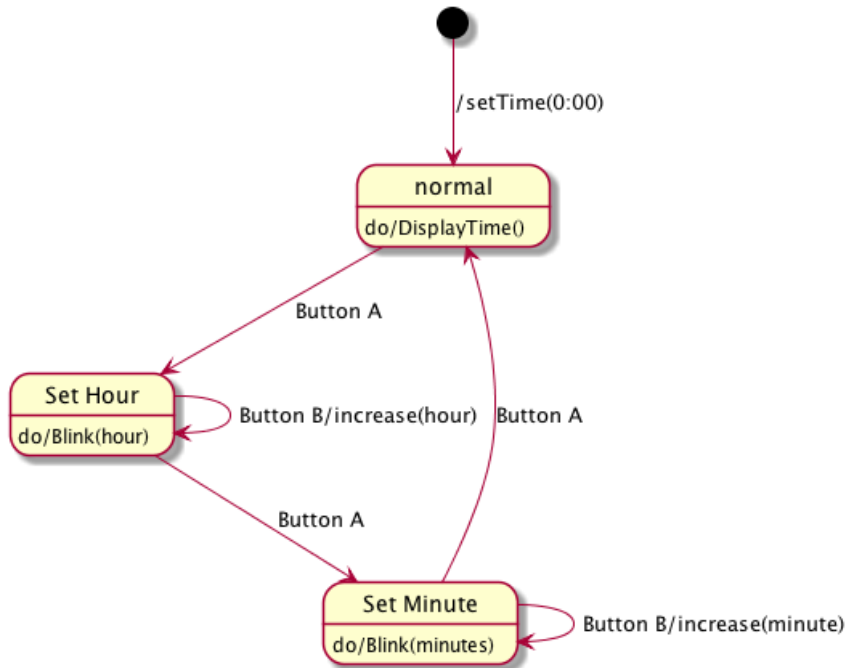 /setTime(0:00)
normal
do/DisplayTime()
Button A
Set Hour
do/Blink(hour)
Button B/increase(hour)
Button A
Button A
Set Minute
do/Blink(minutes)
Button B/increase(minute)